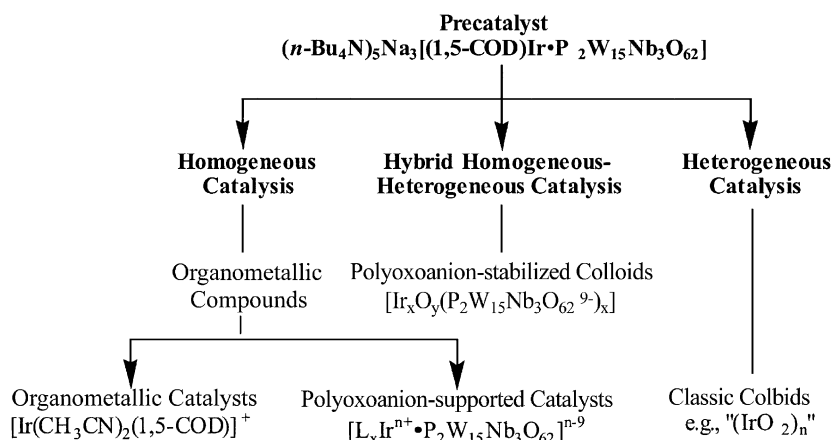 Precatalyst
(n-Bu₄N)₅Na₃[(1,5-COD)Ir•P ₂W₁₅Nb₃O₆₂]
Homogeneous
Catalysis
Hybrid Homogeneous-
Heterogeneous Catalysis
Heterogeneous
Catalysis
Organometallic
Compounds
Polyoxoanion-stabilized Colloids
[IrₓO_y(P₂W₁₅Nb₃O₆₂ ⁹⁻)ₓ]
Organometallic Catalysts
[Ir(CH₃CN)₂(1,5-COD)] ⁺
Polyoxoanion-supported Catalysts
[LₓIrⁿ⁺•P₂W₁₅Nb₃O₆₂]ⁿ⁻⁹
Classic Colbids
e.g., "(IrO ₂)ₙ"